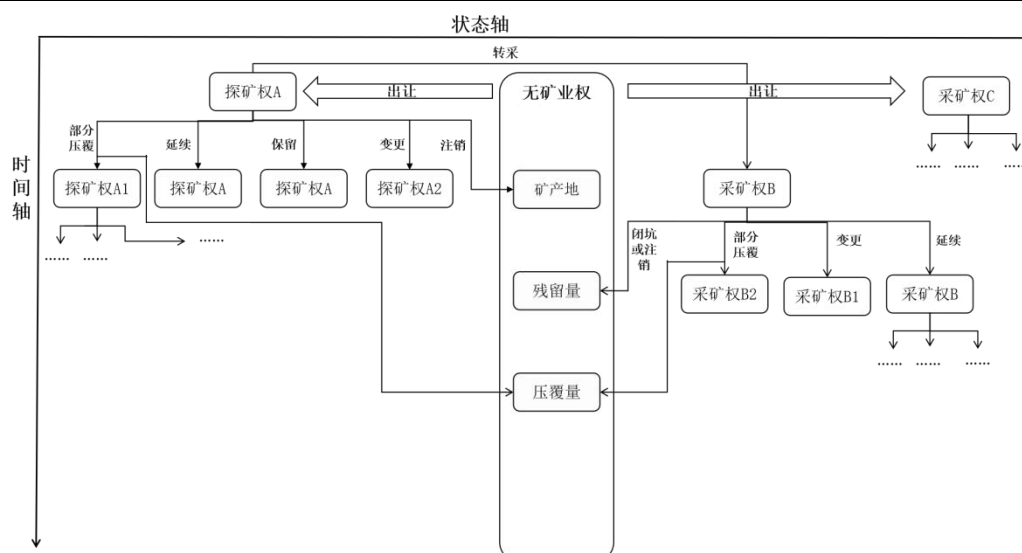 状态轴
时间轴
转采
探矿权A
出让
无矿业权
出让
采矿权C
部分
压覆
延续
保留
变更
注销
……
……
……
探矿权A1
探矿权A
探矿权A
探矿权A2
矿产地
采矿权B
……
……
……
闭坑
或注
销
部分
压覆
变更
延续
残留量
采矿权B2
采矿权B1
采矿权B
……
……
……
压覆量